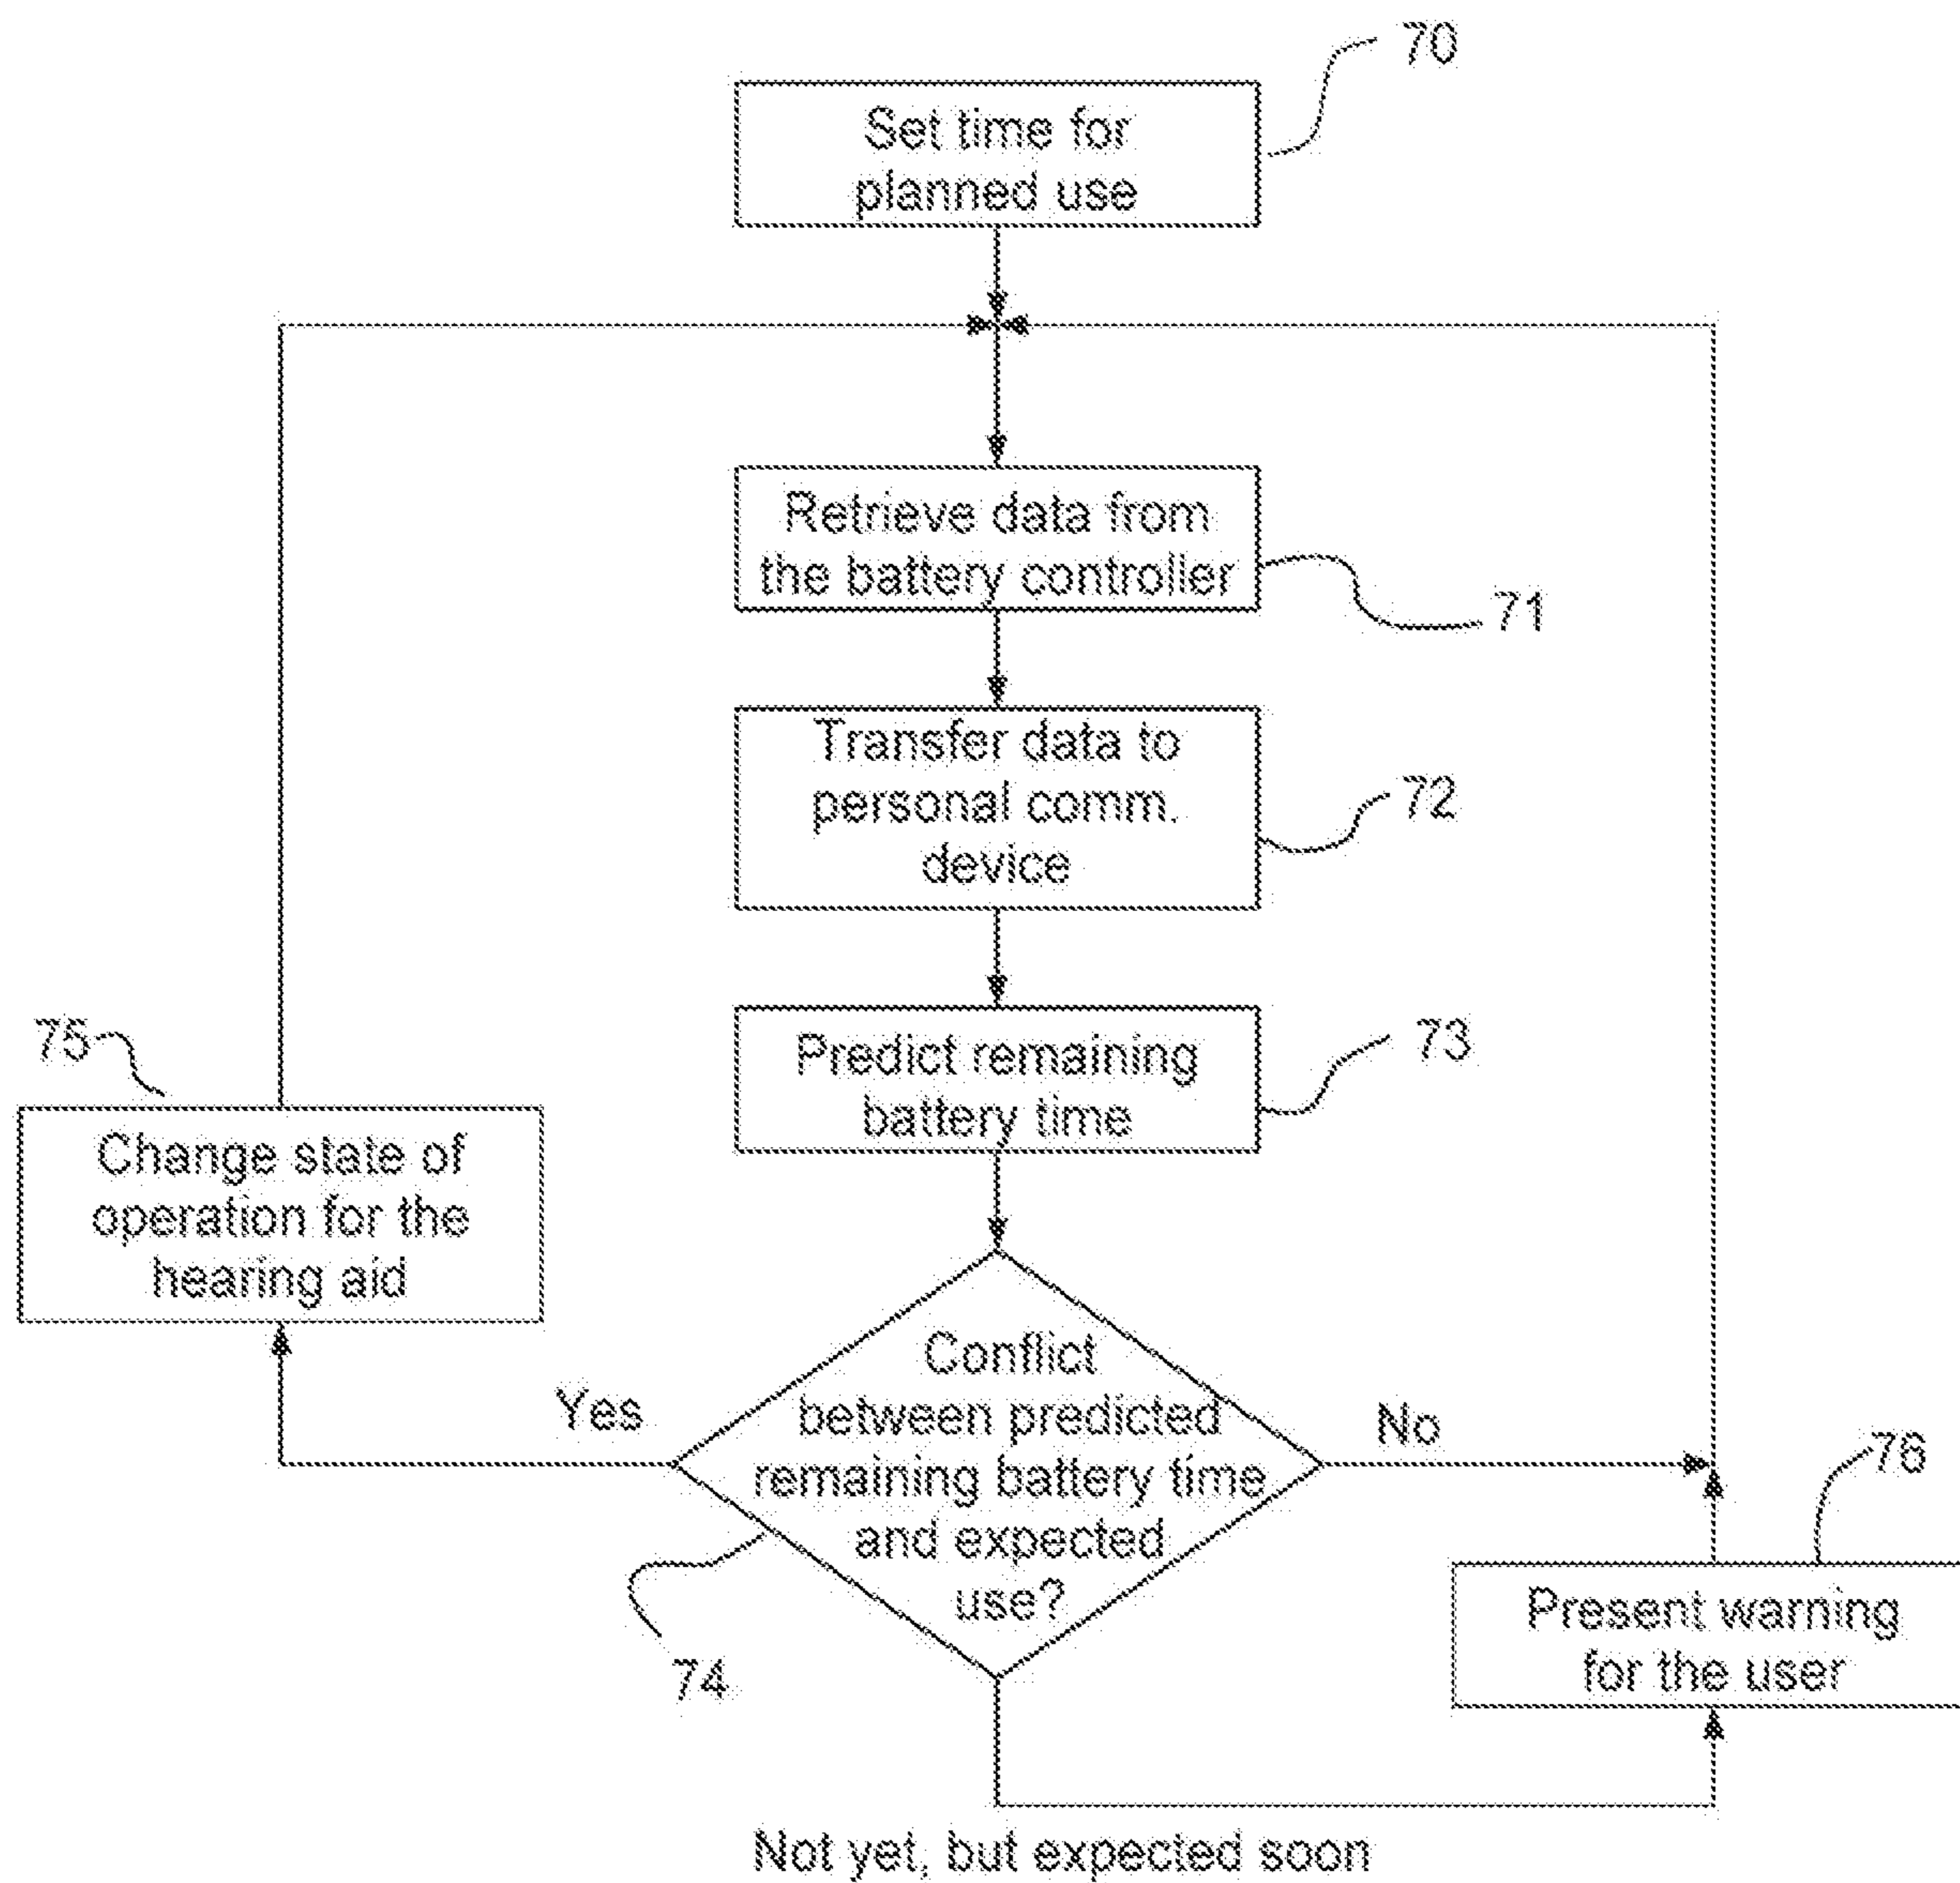 70
Set time for
planned use
Retrieve data from
the battery controller
71
Transfer data to
personal comm.
device
72
Predict remaining
battery time
73
75
Change state of
operation for the
hearing aid
Conflict
between predicted
remaining battery time
and expected
use?
Yes
No
74
76
Present warning
for the user
Not yet, but expected soon